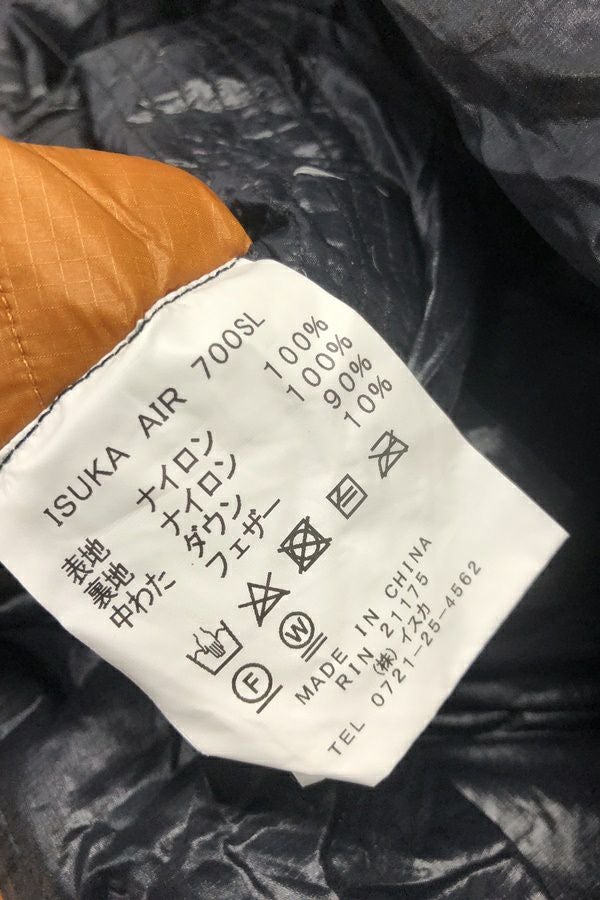 ISUKA AIR 700SL
表地 ナイロン 100%
裏地 ナイロン 100%
中わた ダウン 90%
フェザー 10%
F W
MADE IN CHINA
RIN 21175
(株)イスカ
TEL 0721-25-4562